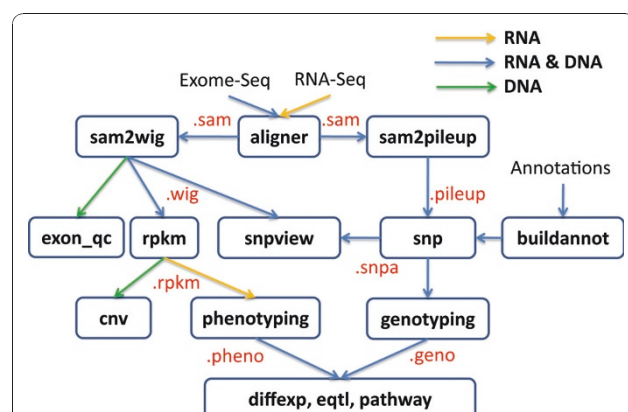 RNA
RNA & DNA
DNA
Exome-Seq RNA-Seq
.sam .sam
sam2wig aligner sam2pileup
Annotations
.wig .pileup
exon_qc rpkm snpview snp buildannot
.snpa
.rpkm
cnv phenotyping genotyping
.pheno .geno
diffexp, eqtl, pathway